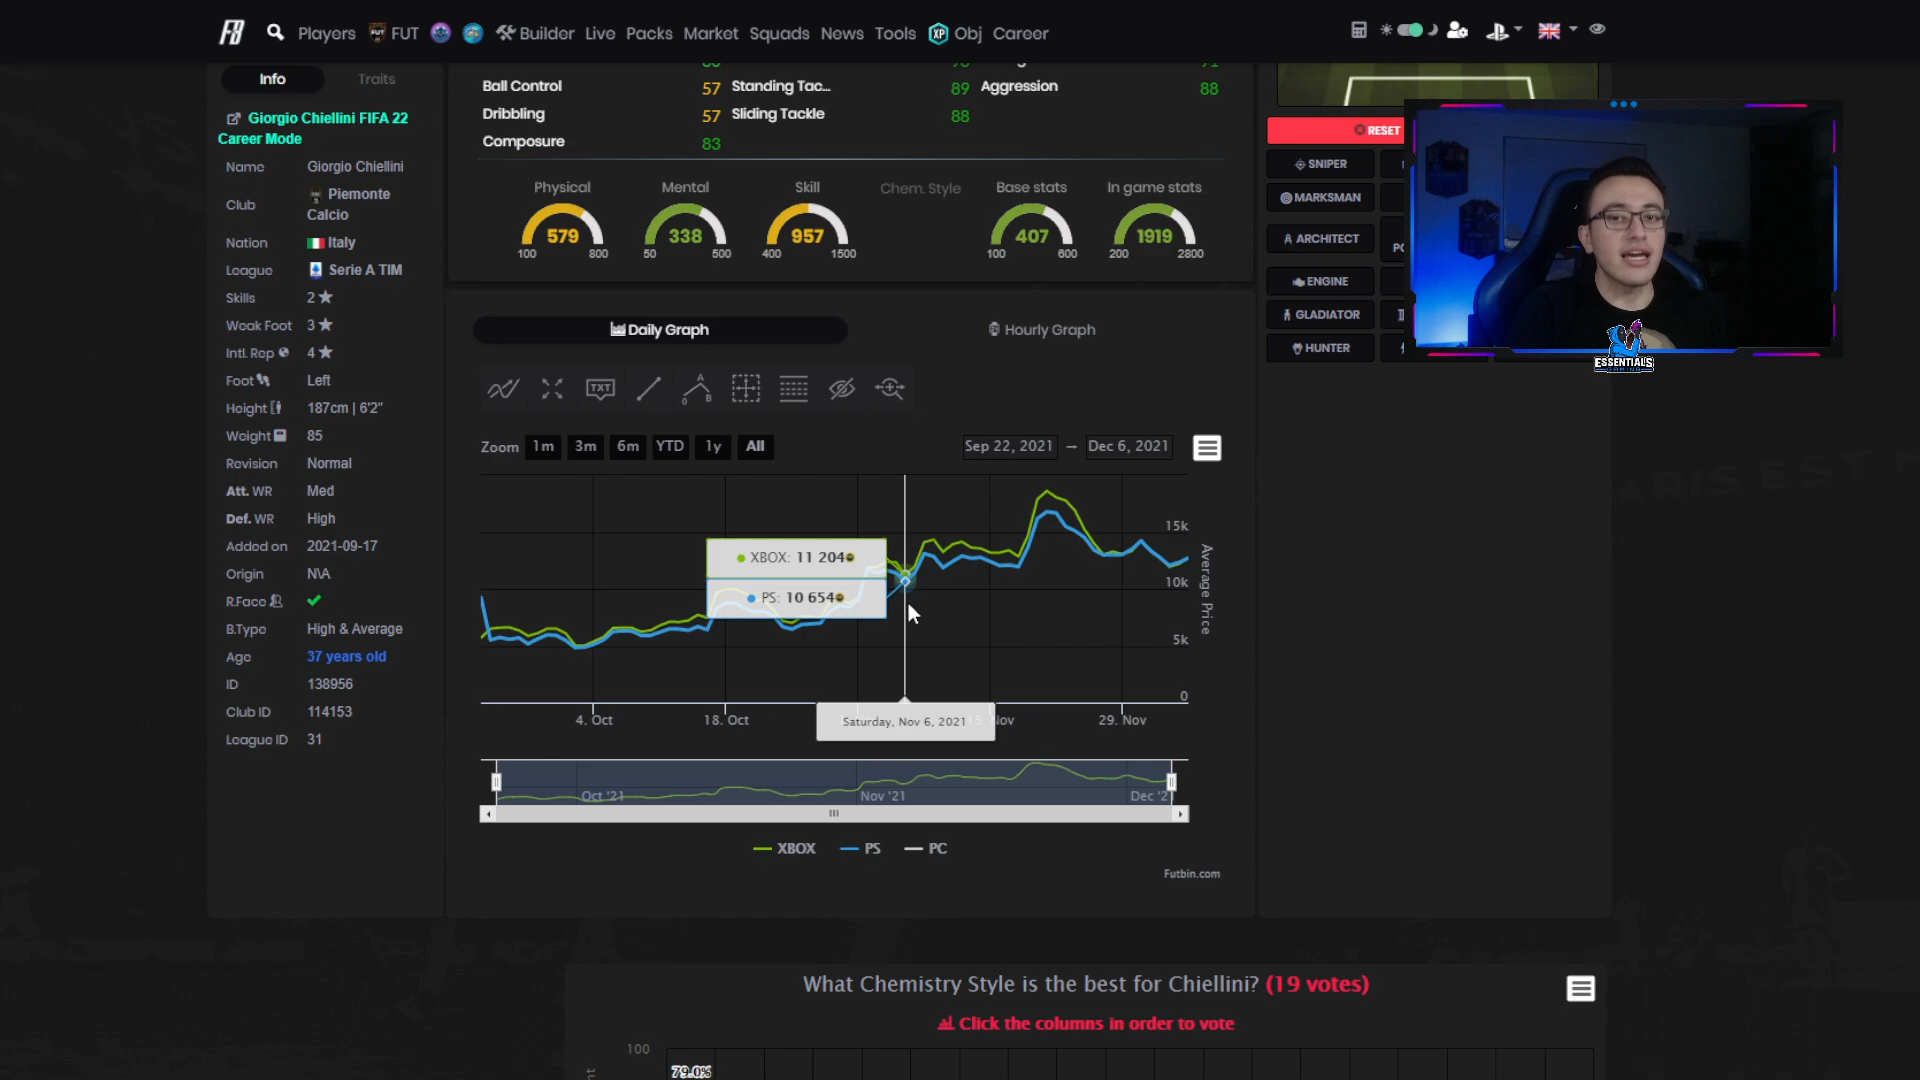 Players FUT Builder Live Packs Market Squads News Tools XP Obj Career
Info Traits
Giorgio Chiellini FIFA 22
Career Mode
Name Giorgio Chiellini
Club Piemonte
Calcio
Nation Italy
League Serie A TIM
Skills 2
Weak Foot 3
Intl. Rep 4
Foot Left
Height 187cm | 6'2"
Weight 85
Revision Normal
Att. WR Med
Def. WR High
Added on 2021-09-17
Origin N\A
R.Face
B.Type High & Average
Age 37 years old
ID 138956
Club ID 114153
League ID 31
Ball Control 57 Standing Tac... 89 Aggression 88
Dribbling 57 Sliding Tackle 88
Composure 83
Physical Mental Skill Chem. Style Base stats In game stats
579 338 957 407 1919
100 800 50 500 400 1500 100 600 200 2800
Daily Graph Hourly Graph
TXT
A
0 B
Zoom 1m 3m 6m YTD 1y All Sep 22, 2021 → Dec 6, 2021
15k
10k
5k
0
Average Price
XBOX: 11 204
PS: 10 654
4. Oct 18. Oct Nov 29. Nov
Saturday, Nov 6, 2021
Oct '21 Nov '21 Dec '2
XBOX PS PC
Futbin.com
RESET
SNIPER
MARKSMAN
ARCHITECT
ENGINE
GLADIATOR
HUNTER
ESSENTIALS
GAMING
What Chemistry Style is the best for Chiellini? (19 votes)
Click the columns in order to vote
100
79.0%